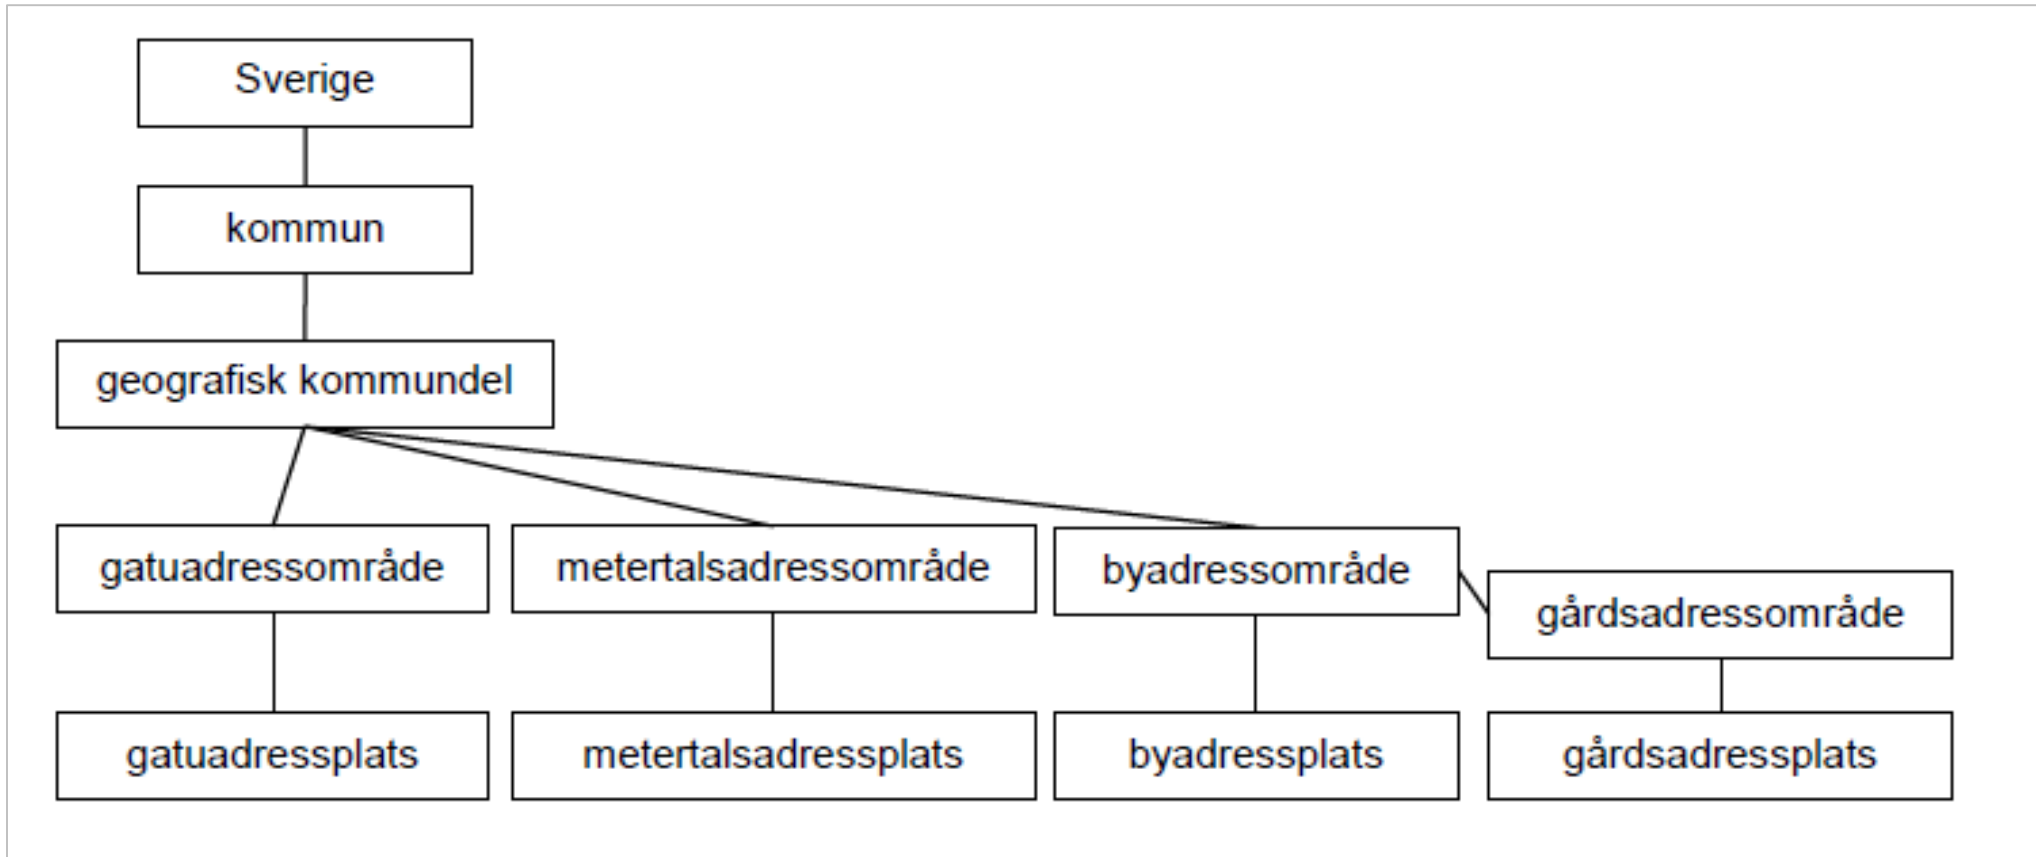 Sverige
kommun
geografisk kommundel
gatuadressområde
metertalsadressområde
byadressområde
gårdsadressområde
gatuadressplats
metertalsadressplats
byadressplats
gårdsadressplats